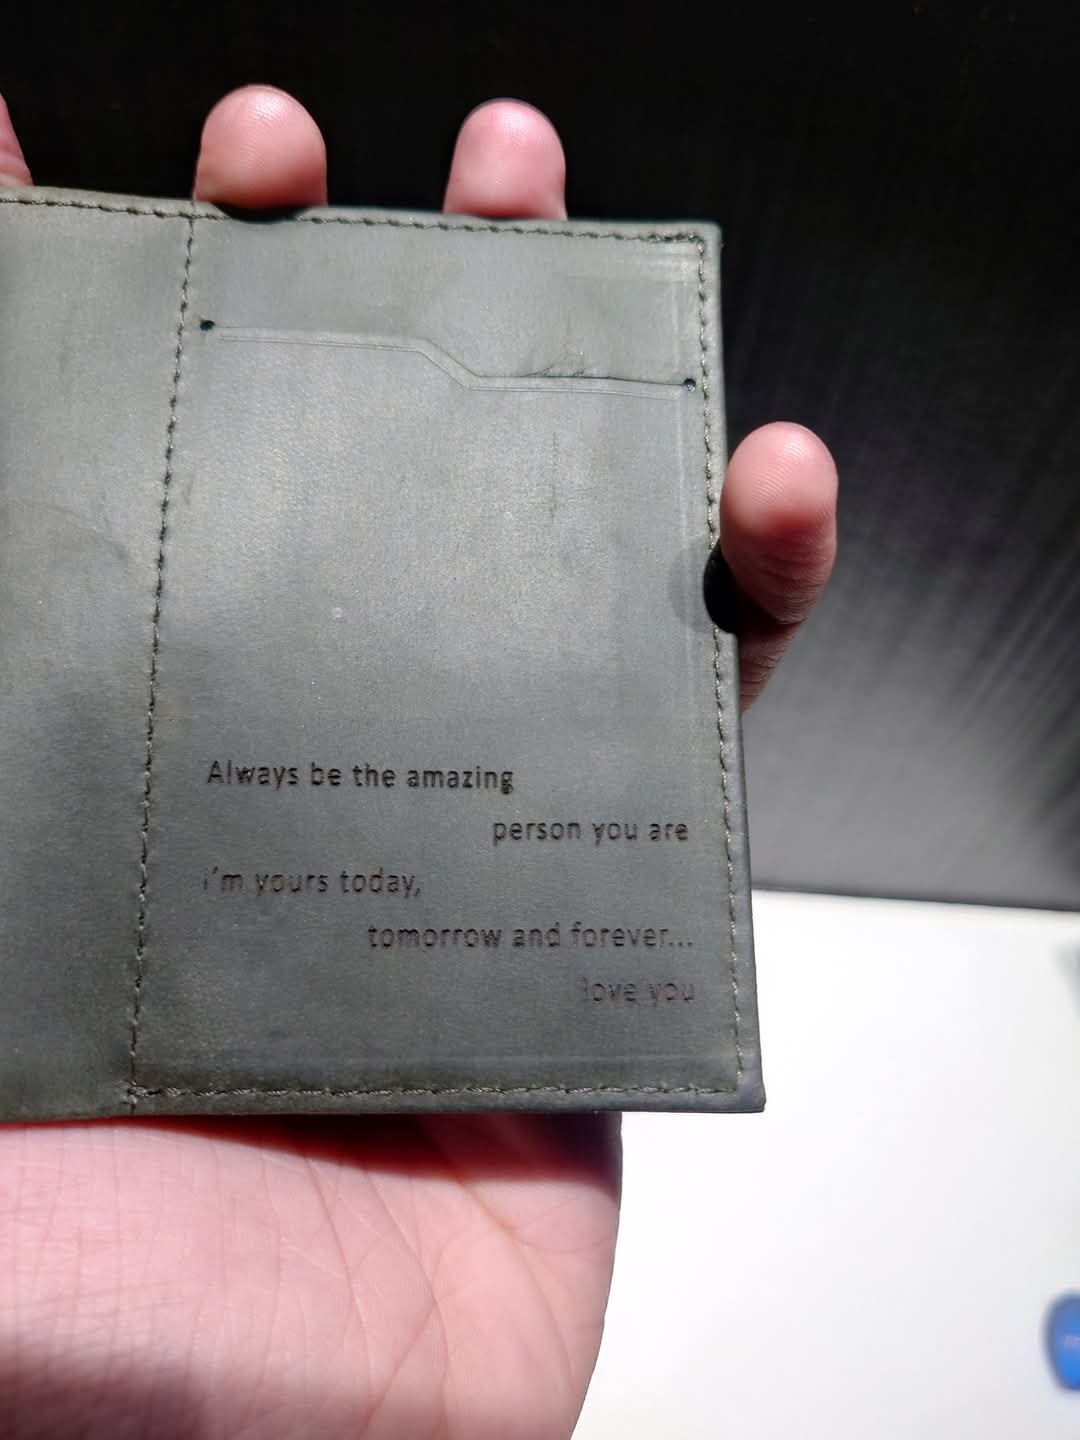 Always be the amazing
person you are
i'm yours today,
tomorrow and forever...
love you